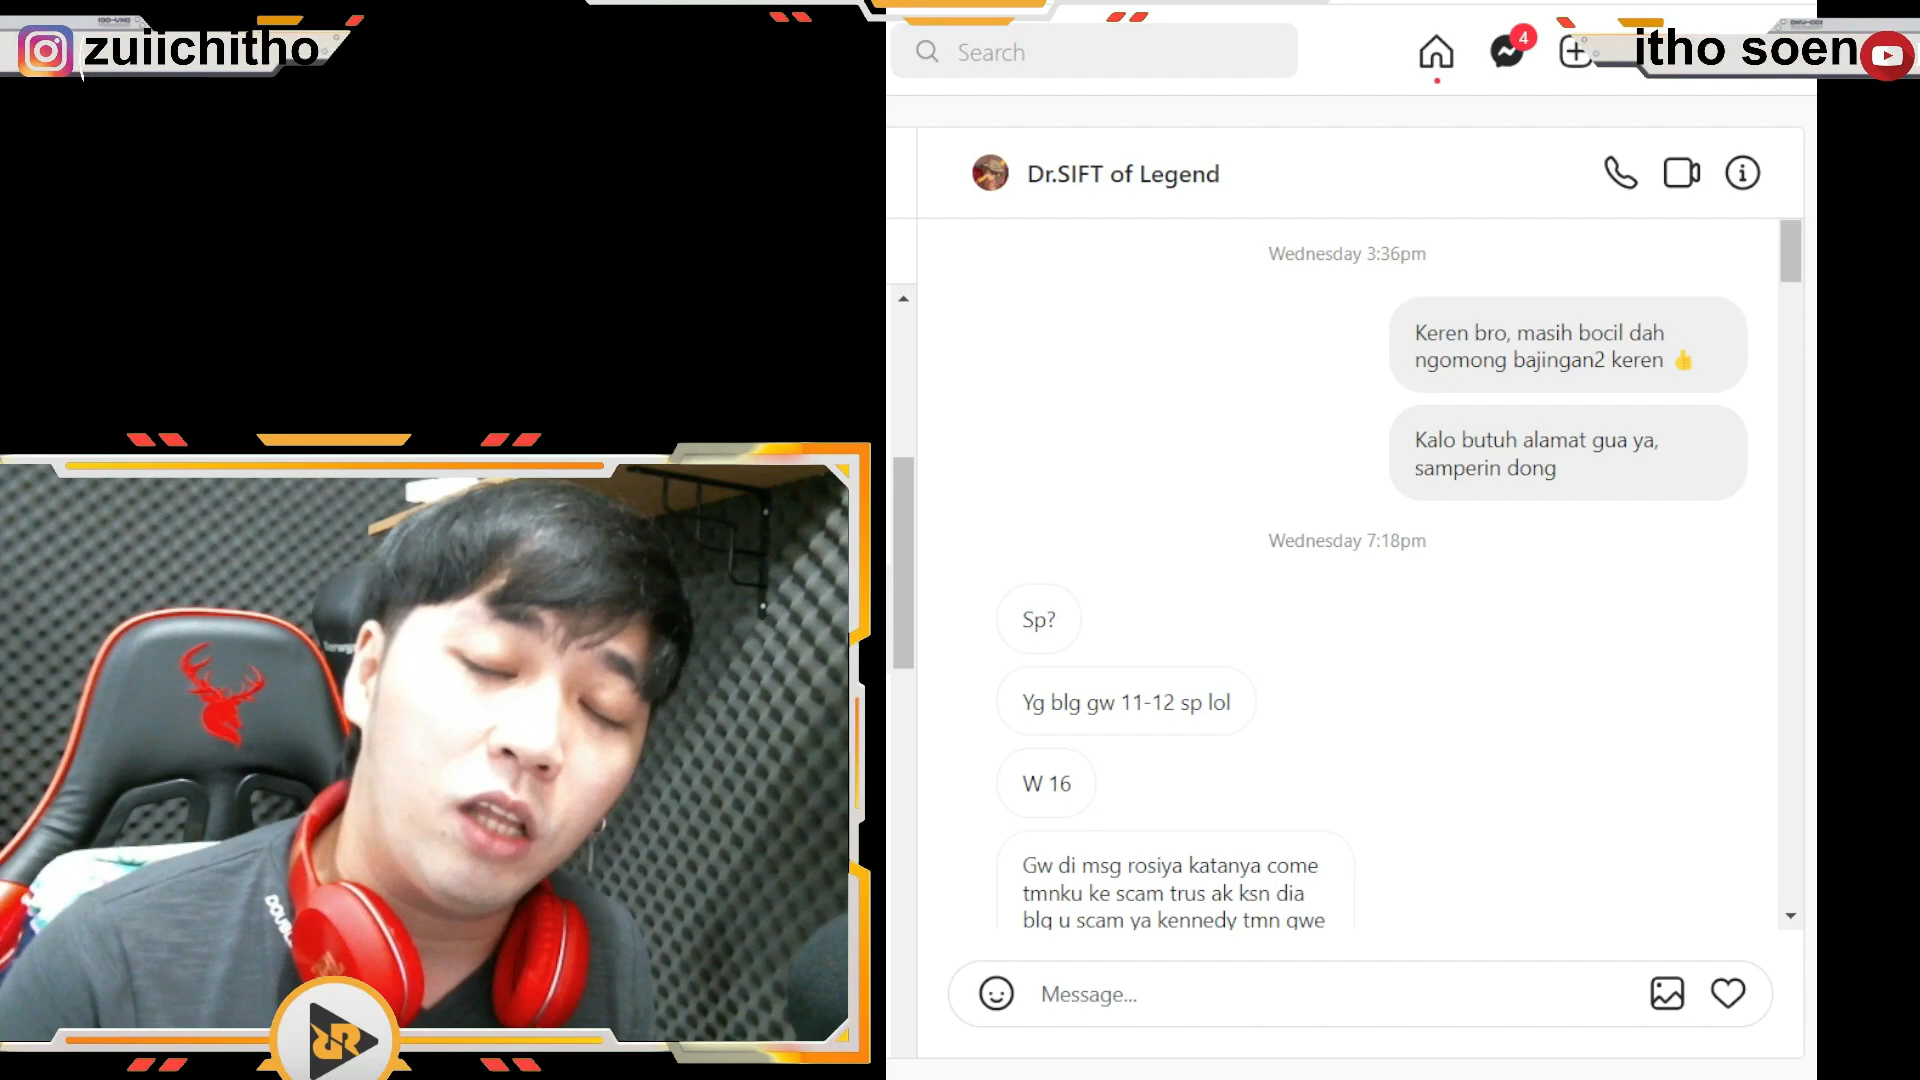 zuiichitho
Search
4
itho soen
Dr.SIFT of Legend
Wednesday 3:36pm
Keren bro, masih bocil dah
ngomong bajingan2 keren 👍
Kalo butuh alamat gua ya,
samperin dong
Wednesday 7:18pm
Sp?
Yg blg gw 11-12 sp lol
W 16
Gw di msg rosiya katanya come
tmnku ke scam trus ak ksn dia
blg u scam ya kennedy tmn gwe
Message...